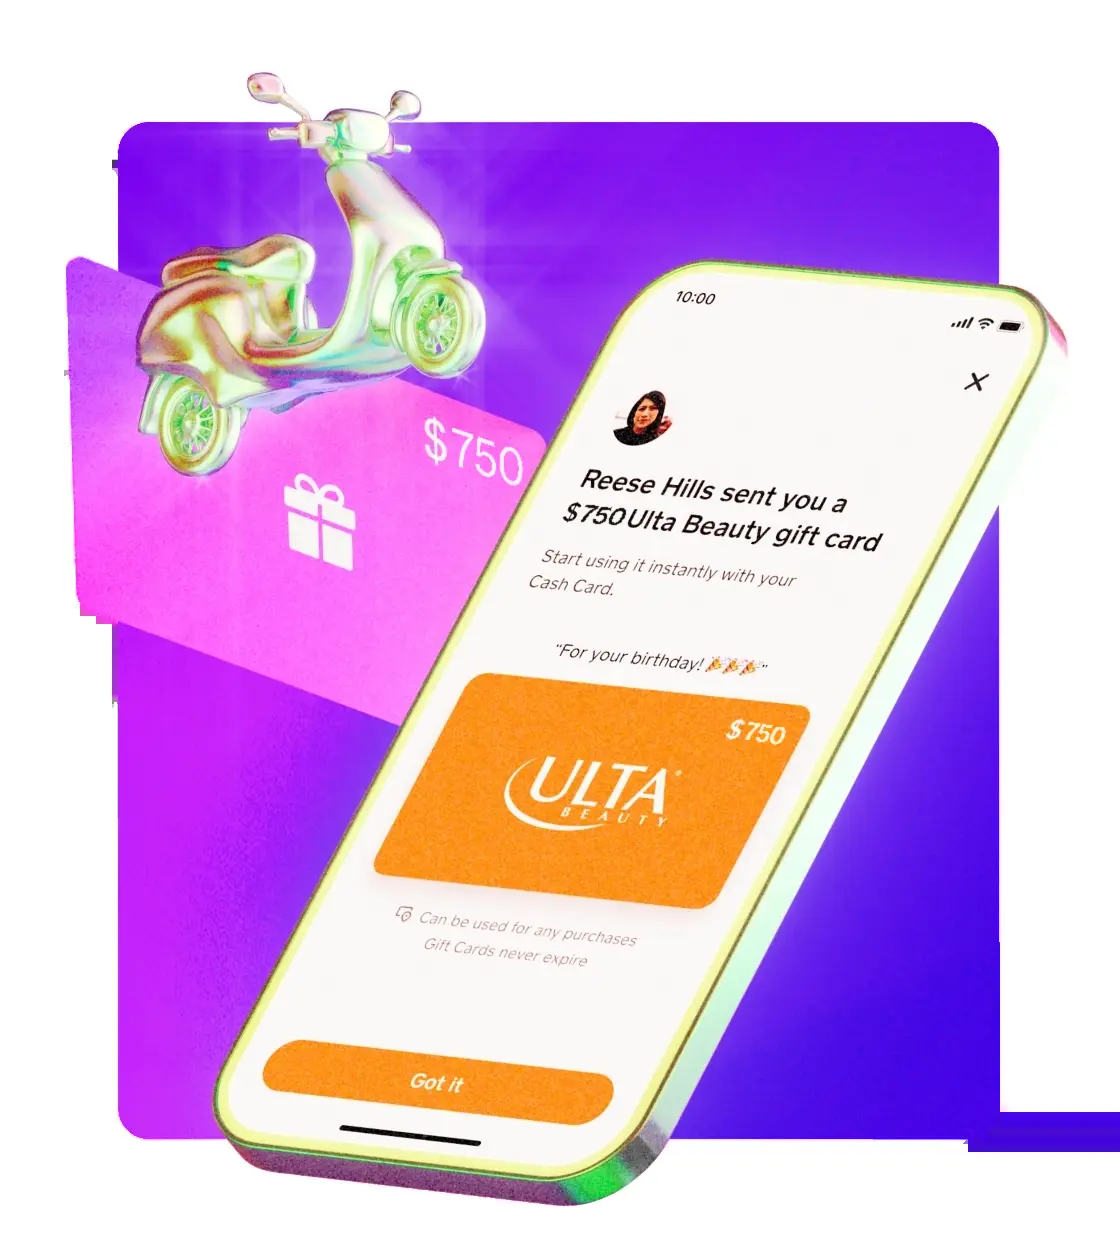 $750
10:00
Reese Hills sent you a
$750 Ulta Beauty gift card
Start using it instantly with your
Cash Card.
"For your birthday! 🎉🎉🎉"
$750
ULTA
BEAUTY
Can be used for any purchases
Gift Cards never expire
Got it